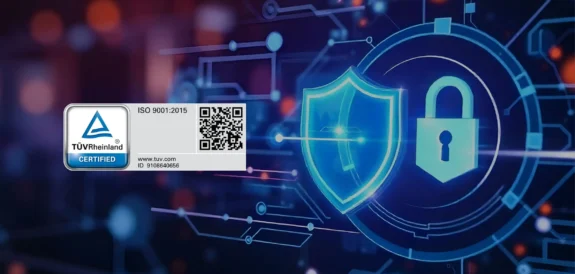 ISO 9001:2015
TÜVRheinland
CERTIFIED
www.tuv.com
ID 9108640656